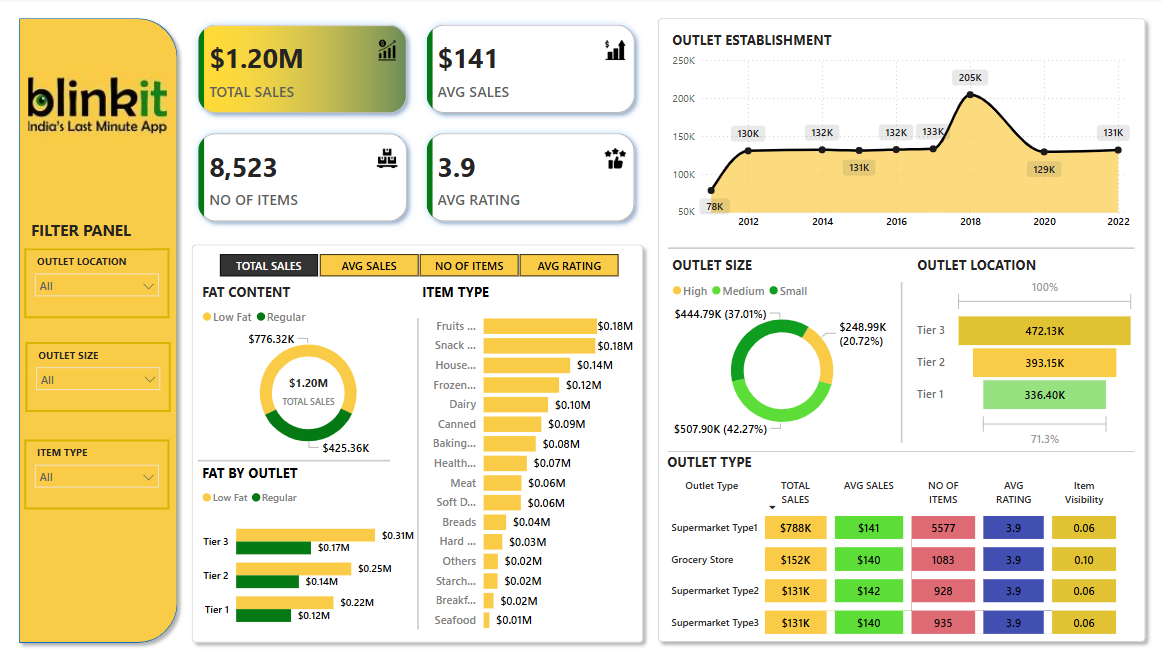 blinkit
India's Last Minute App
FILTER PANEL
OUTLET LOCATION
All
OUTLET SIZE
All
ITEM TYPE
All
$1.20M
TOTAL SALES
$141
AVG SALES
8,523
NO OF ITEMS
3.9
AVG RATING
TOTAL SALES AVG SALES NO OF ITEMS AVG RATING
FAT CONTENT
Low Fat Regular
$776.32K
$1.20M
TOTAL SALES
$425.36K
FAT BY OUTLET
Low Fat Regular
Tier 3 $0.31M
$0.17M
Tier 2 $0.25M
$0.14M
Tier 1 $0.22M
$0.12M
ITEM TYPE
Fruits ... $0.18M
Snack ... $0.18M
House... $0.14M
Frozen... $0.12M
Dairy $0.10M
Canned $0.09M
Baking... $0.08M
Health... $0.07M
Meat $0.06M
Soft D... $0.06M
Breads $0.04M
Hard ... $0.03M
Others $0.02M
Starch... $0.02M
Breakf... $0.02M
Seafood $0.01M
OUTLET ESTABLISHMENT
250K
200K
150K
100K
50K
78K
130K
132K
131K
132K
133K
205K
129K
131K
2012 2014 2016 2018 2020 2022
OUTLET SIZE
High Medium Small
$444.79K (37.01%)
$248.99K
(20.72%)
$507.90K (42.27%)
OUTLET LOCATION
100%
Tier 3 472.13K
Tier 2 393.15K
Tier 1 336.40K
71.3%
OUTLET TYPE
Outlet Type TOTAL SALES AVG SALES NO OF ITEMS AVG RATING Item Visibility
Supermarket Type1 $788K $141 5577 3.9 0.06
Grocery Store $152K $140 1083 3.9 0.10
Supermarket Type2 $131K $142 928 3.9 0.06
Supermarket Type3 $131K $140 935 3.9 0.06